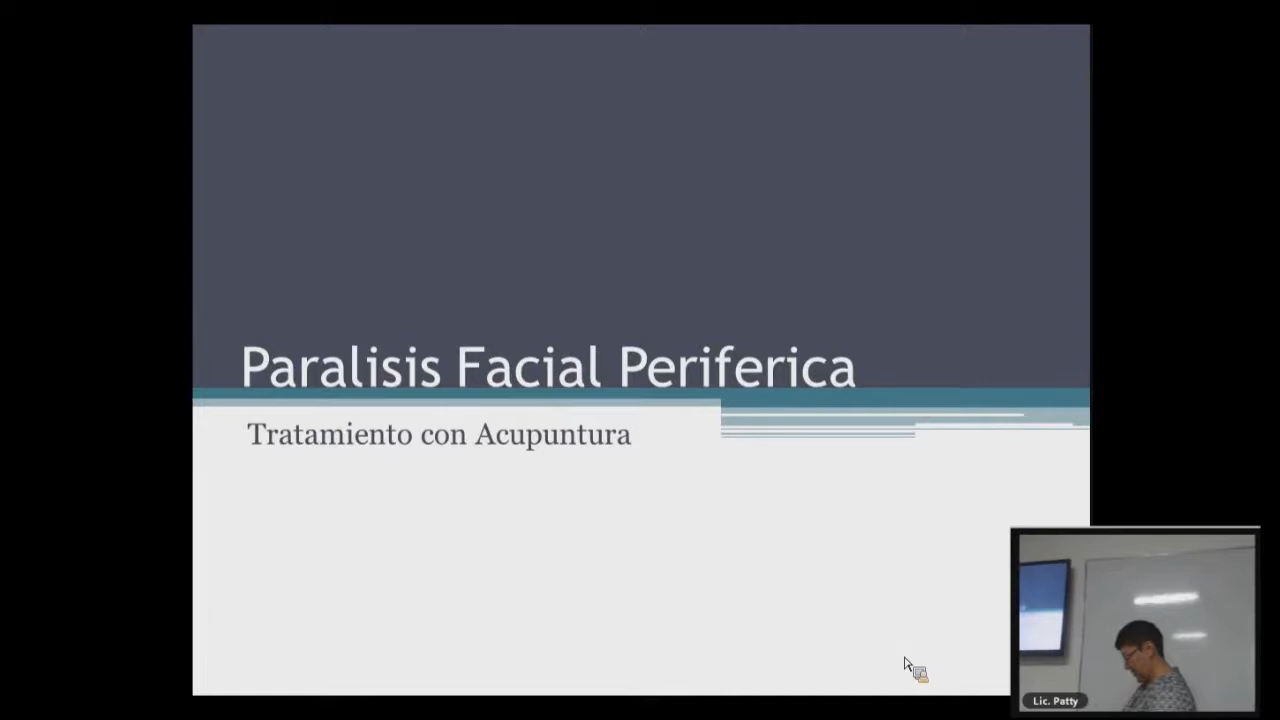 Paralisis Facial Periferica
Tratamiento con Acupuntura
Lic. Patty